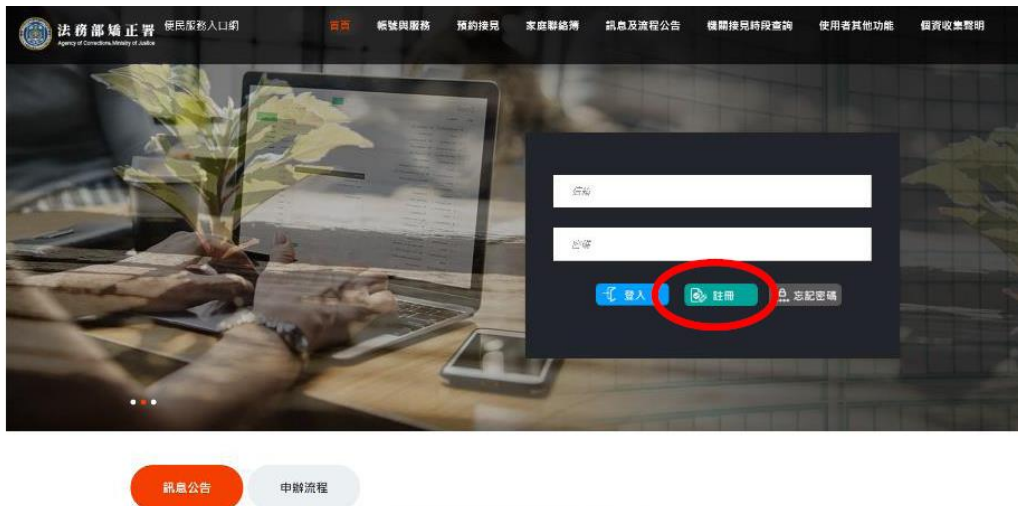 法務部矯正署 便民服務入口網
Agency of Corrections, Ministry of Justice
首頁 帳號與服務 預約接見 家庭聯絡簿 訊息及流程公告 機關接見時段查詢 使用者其他功能 個資收集聲明
信箱
密碼
登入 註冊 忘記密碼
訊息公告 申辦流程